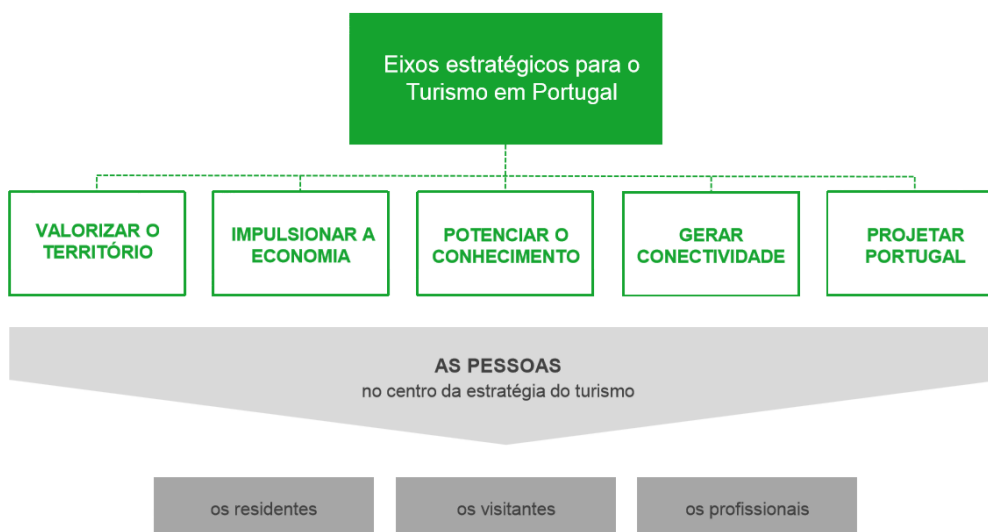 Eixos estratégicos para o
Turismo em Portugal
VALORIZAR O
TERRITÓRIO
IMPULSIONAR A
ECONOMIA
POTENCIAR O
CONHECIMENTO
GERAR
CONECTIVIDADE
PROJETAR
PORTUGAL
AS PESSOAS
no centro da estratégia do turismo
os residentes
os visitantes
os profissionais